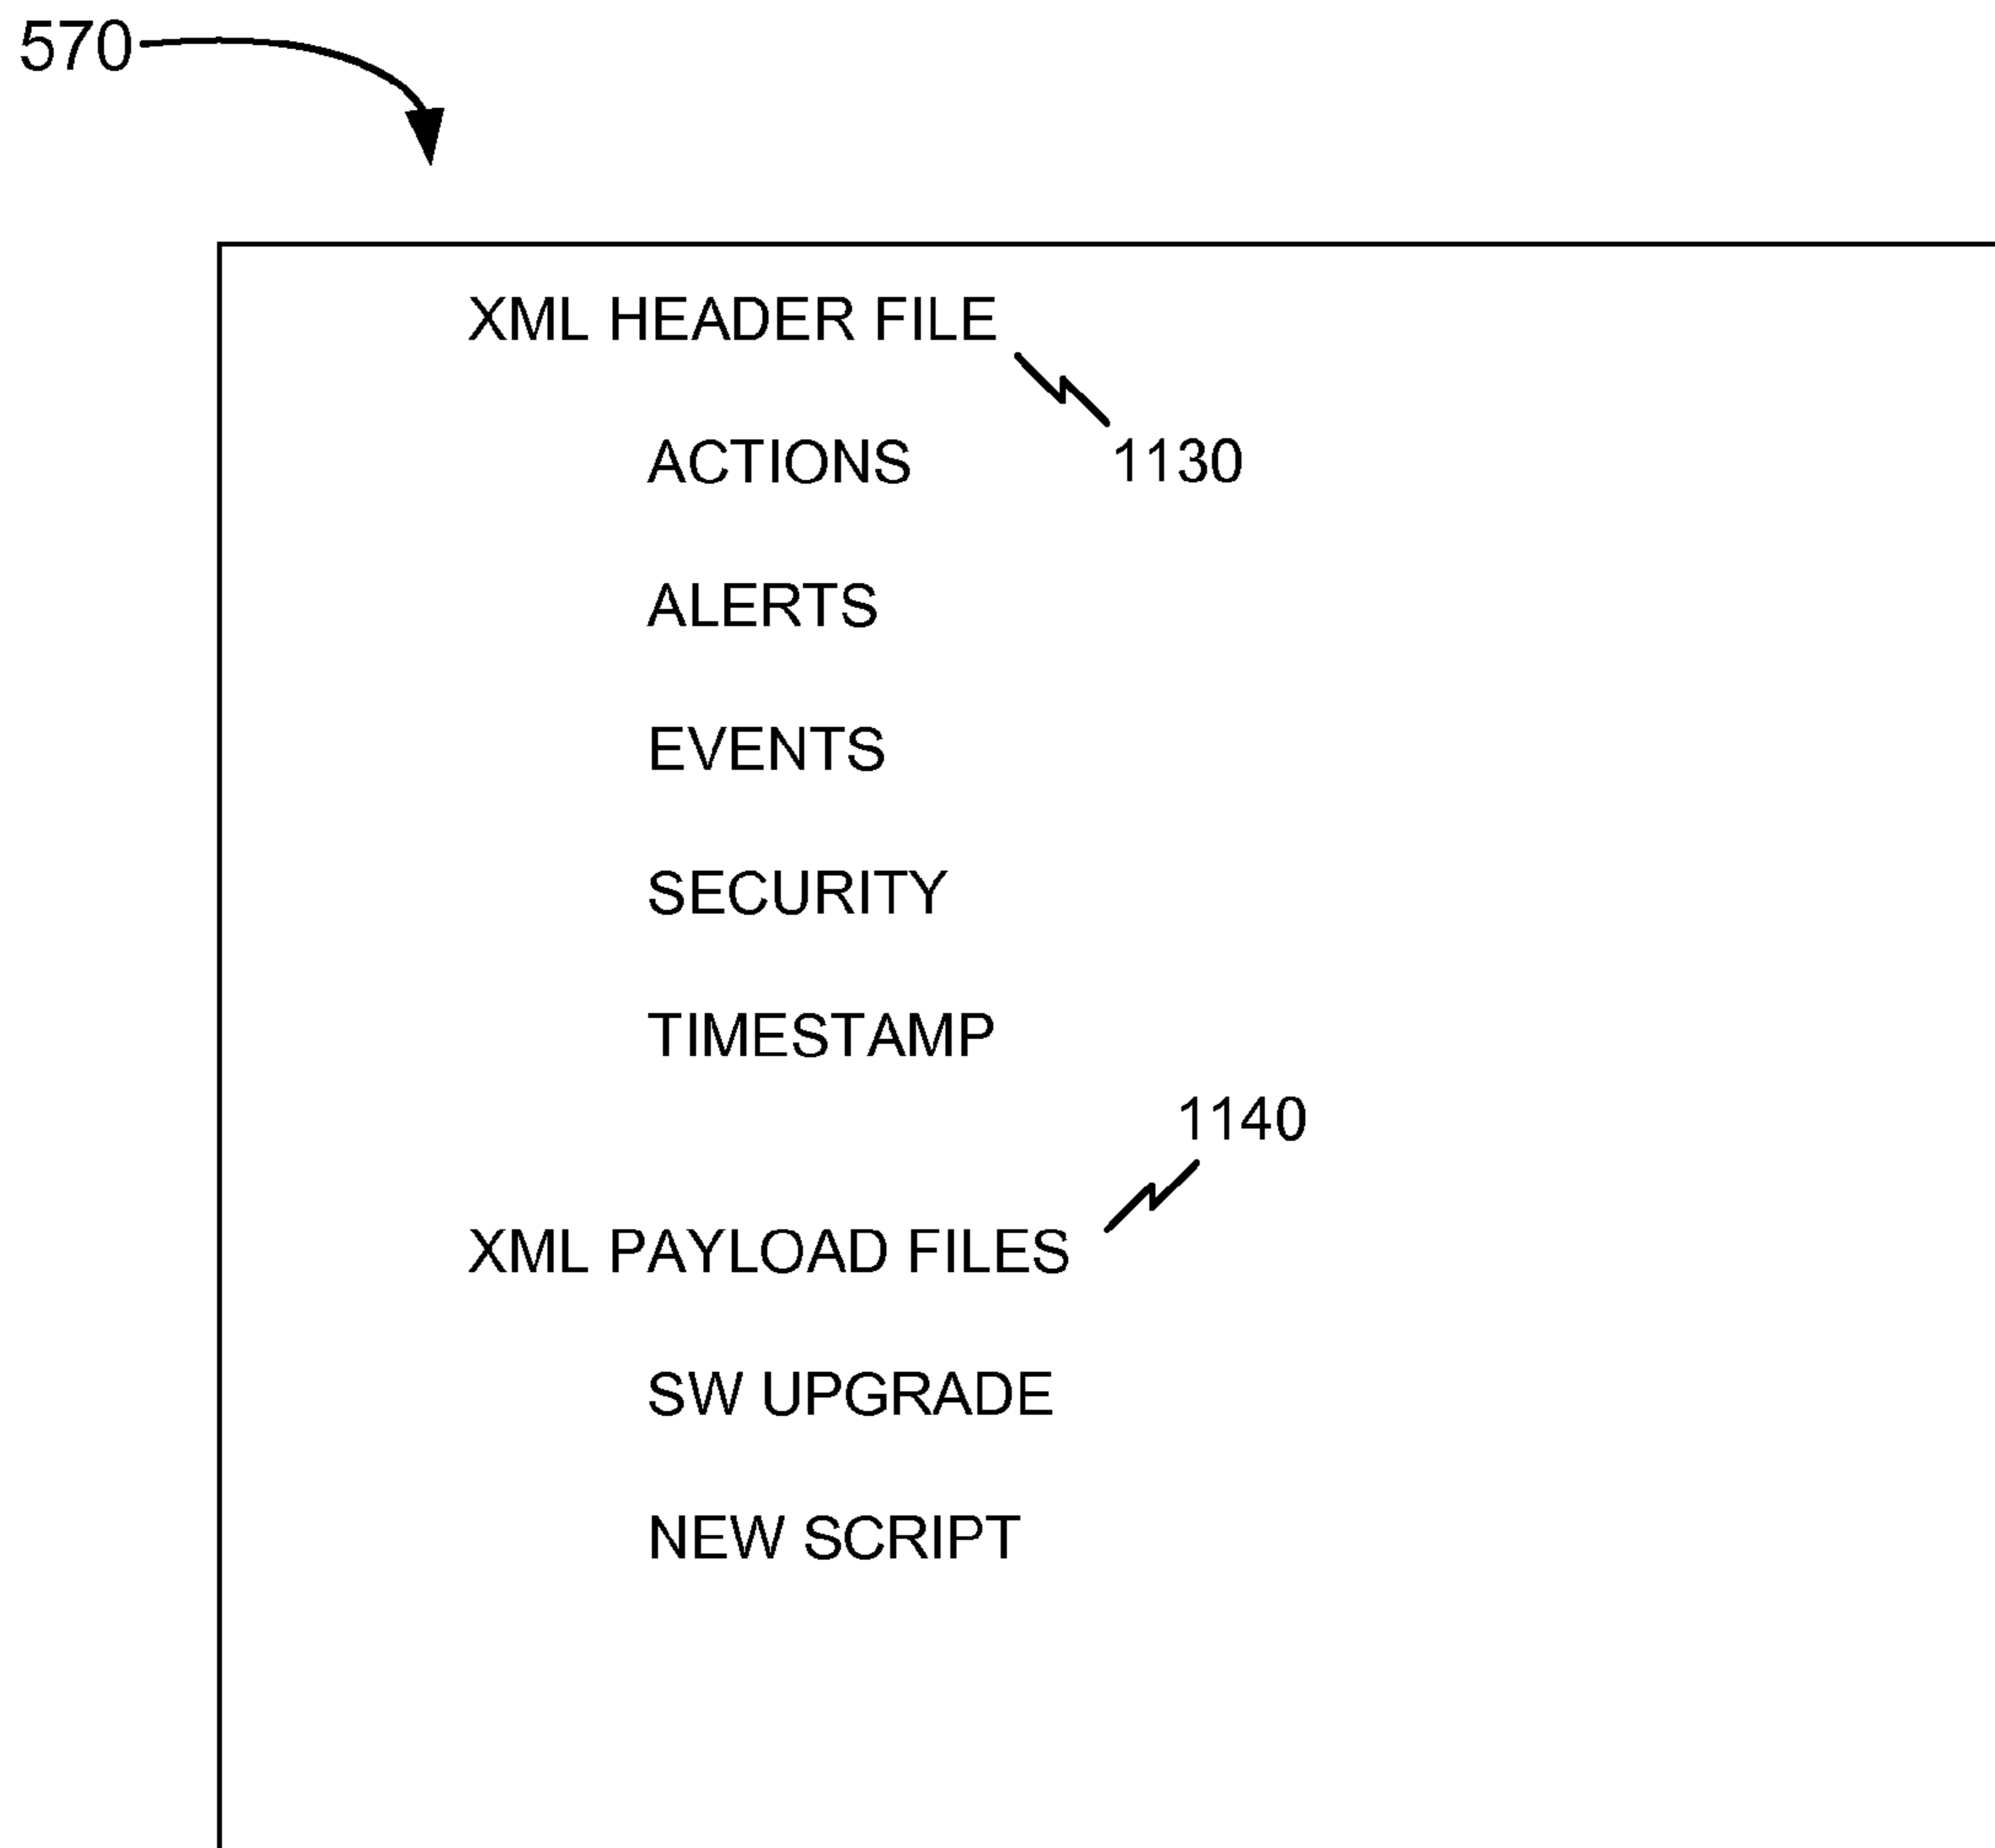 570
XML HEADER FILE
1130
ACTIONS
ALERTS
EVENTS
SECURITY
TIMESTAMP
1140
XML PAYLOAD FILES
SW UPGRADE
NEW SCRIPT